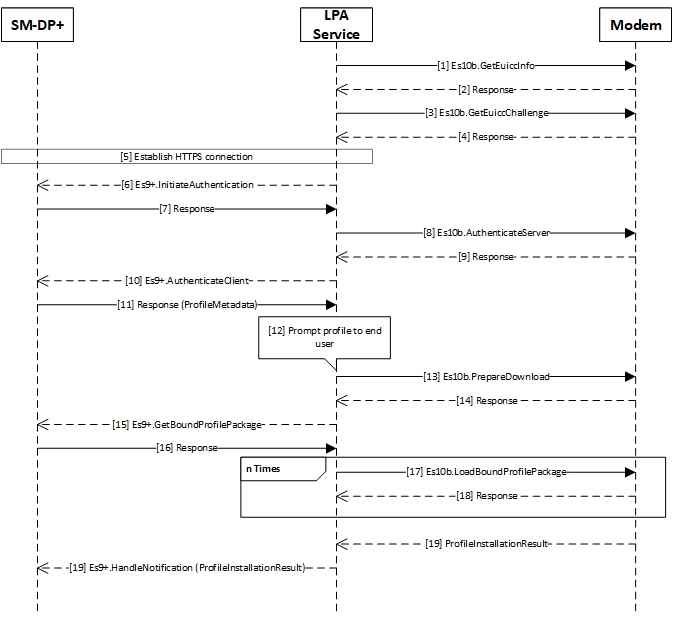 SM-DP+
LPA
Service
Modem
[1] Es10b.GetEuiccInfo
[2] Response
[3] Es10b.GetEuiccChallenge
[4] Response
[5] Establish HTTPS connection
[6] Es9+.InitiateAuthentication
[7] Response
[8] Es10b.AuthenticateServer
[9] Response
[10] Es9+.AuthenticateClient
[11] Response (ProfileMetadata)
[12] Prompt profile to end
user
[13] Es10b.PrepareDownload
[14] Response
[15] Es9+.GetBoundProfilePackage
[16] Response
n Times
[17] Es10b.LoadBoundProfilePackage
[18] Response
[19] ProfileInstallationResult
[19] Es9+.HandleNotification (ProfileInstallationResult)